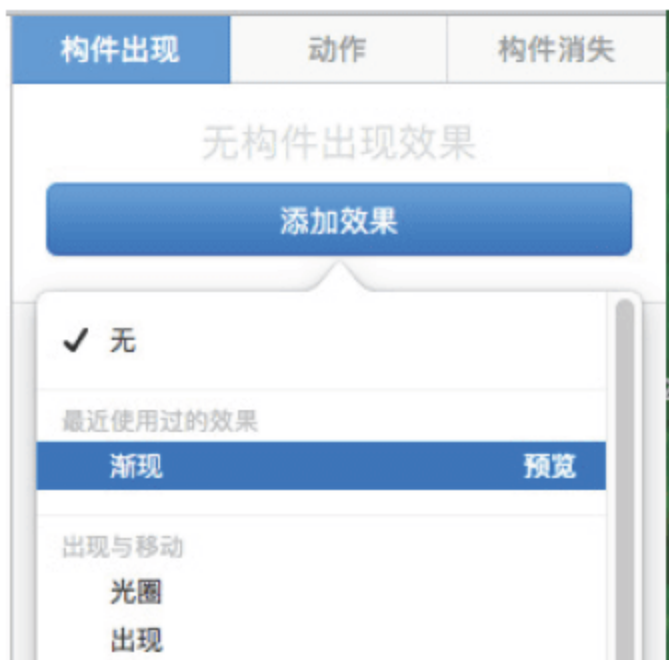 构件出现 动作 构件消失
无构件出现效果
添加效果
✓ 无
最近使用过的效果
渐现 预览
出现与移动
光圈
出现